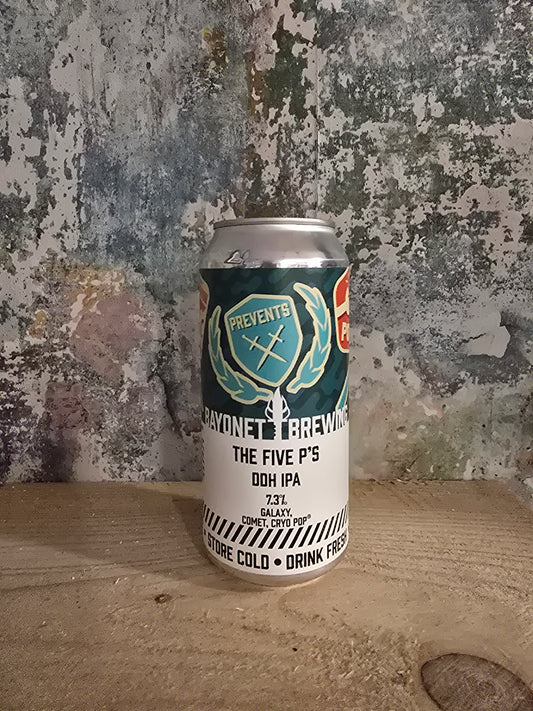 PREVENTS
BAYONET BREWING
THE FIVE P'S
DDH IPA
7.3%
GALAXY,
COMET, CRYO POP®
STORE COLD • DRINK FRESH